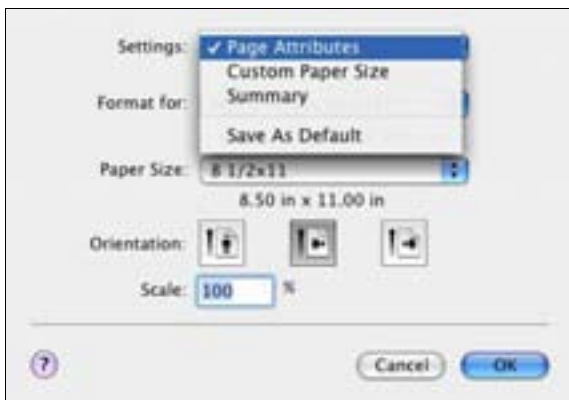 Settings: ✓ Page Attributes
Custom Paper Size
Summary
Format for:
Save As Default
Paper Size: 8 1/2x11
8.50 in x 11.00 in
Orientation:
Scale: 100 %
? Cancel OK